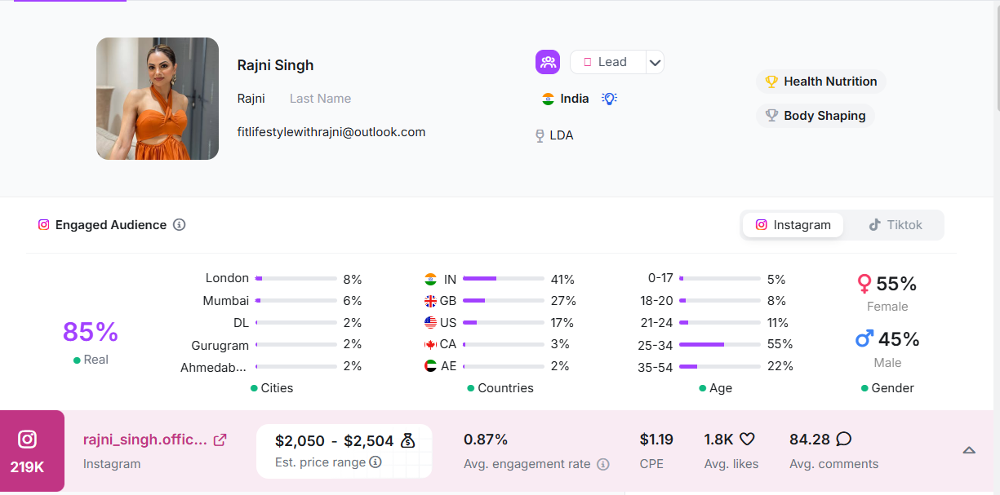 Rajni Singh
Rajni Last Name
fitlifestylewithrajni@outlook.com
Lead
India
LDA
Health Nutrition
Body Shaping
Engaged Audience
Instagram Tiktok
85%
Real
London 8%
Mumbai 6%
DL 2%
Gurugram 2%
Ahmedab... 2%
Cities
IN 41%
GB 27%
US 17%
CA 3%
AE 2%
Countries
0-17 5%
18-20 8%
21-24 11%
25-34 55%
35-54 22%
Age
55%
Female
45%
Male
Gender
219K
rajni_singh.offic...
Instagram
$2,050 - $2,504
Est. price range
0.87%
Avg. engagement rate
$1.19
CPE
1.8K
Avg. likes
84.28
Avg. comments